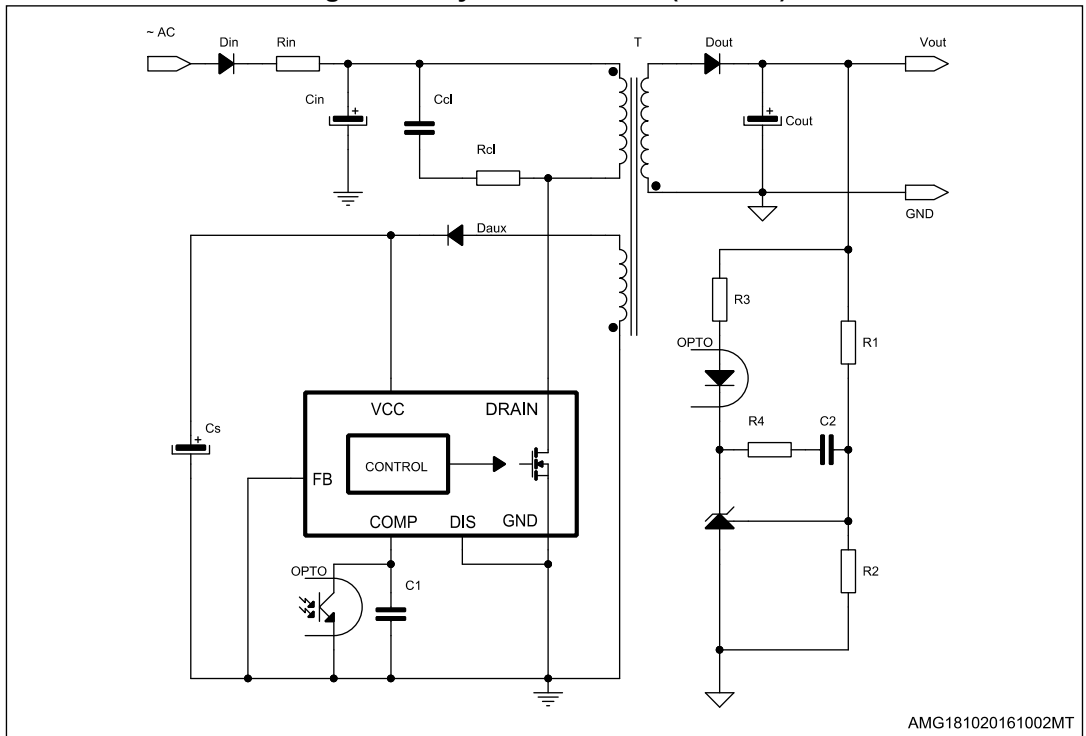 ~ AC
Din
Rin
T
Dout
Vout
Cin
+
Ccl
+
Cout
Rcl
GND
Daux
R3
OPTO
R1
VCC
DRAIN
Cs
+
R4
C2
CONTROL
FB
COMP
DIS
GND
OPTO
C1
R2
AMG181020161002MT